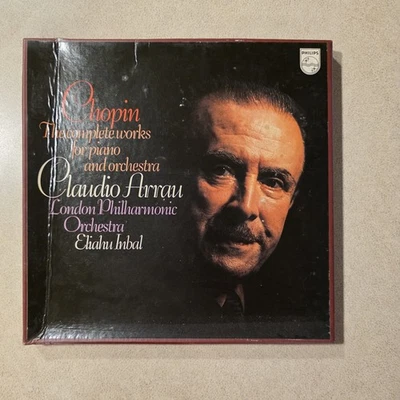 PHILIPS
Chopin
The complete works
for piano
and orchestra
Claudio Arrau
London Philharmonic
Orchestra
Eliahu Inbal